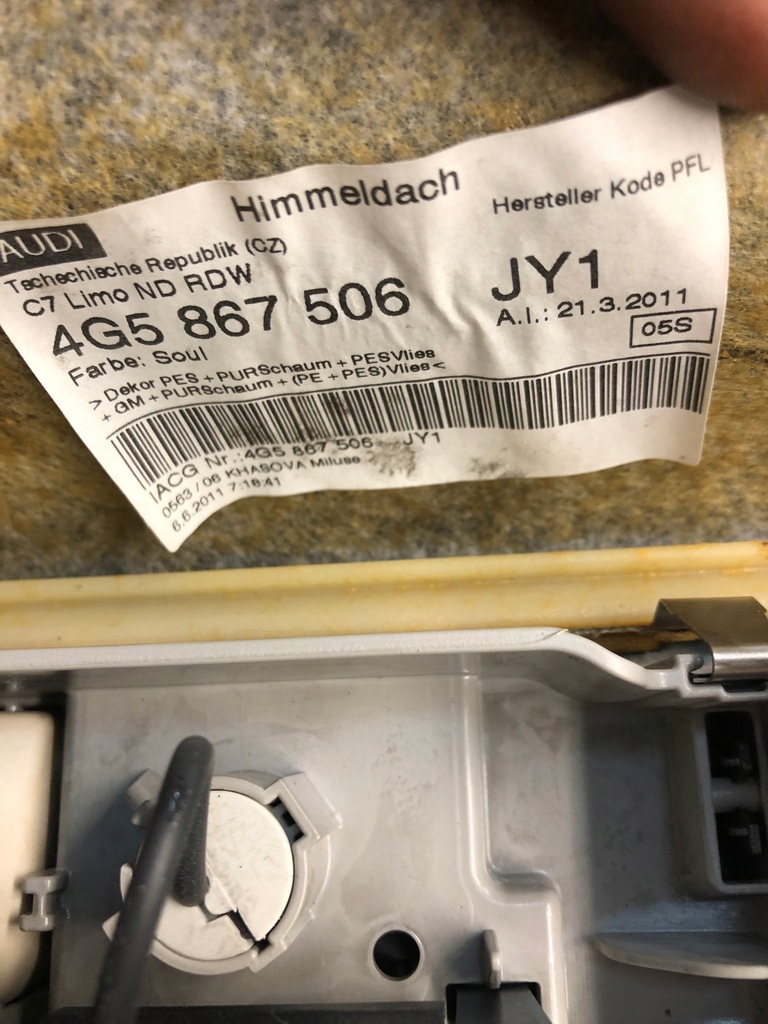 Himmeldach
Hersteller Kode PFL
AUDI
Tschechische Republik (CZ)
C7 Limo ND RDW
4G5 867 506 JY1
Farbe: Soul
A.I.: 21.3.2011
05S
>Dekor PES + PURSchaum + PESVlies
+ GM + PURSchaum + (PE + PES)Vlies<
IACG Nr.:4G5 867 506 JY1
0563 / 06 KHASOVA Miluse
6.6.2011 7:18:41